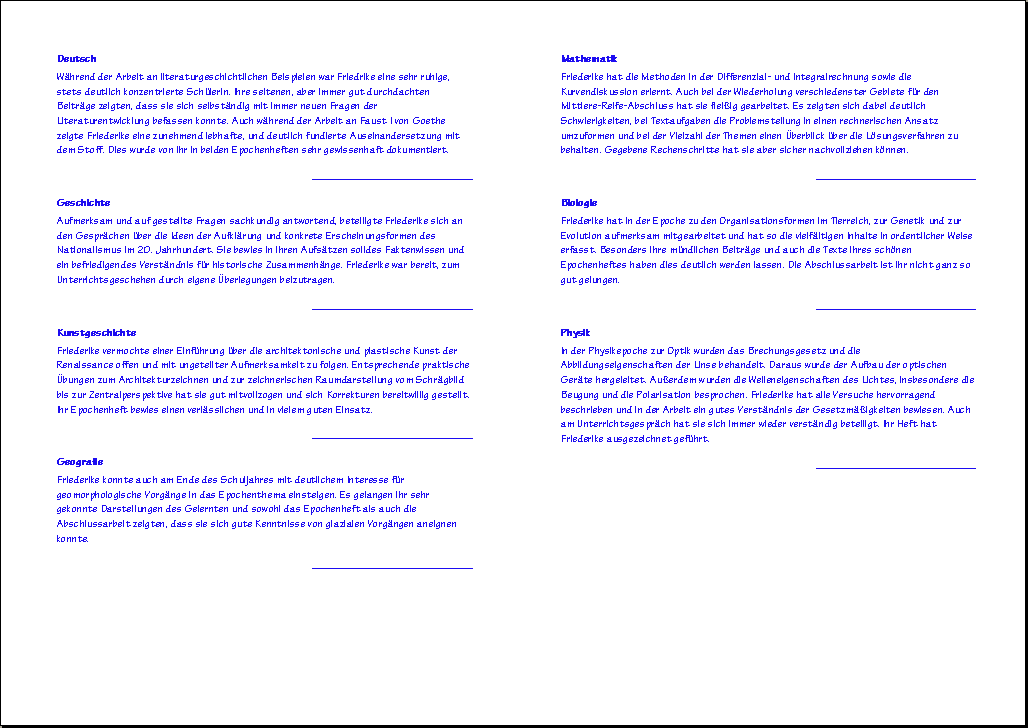 Deutsch
Während der Arbeit an literaturgeschichtlichen Beispielen war Friedrike eine sehr ruhige,
stets deutlich konzentrierte Schülerin. Ihre seltenen, aber immer gut durchdachten
Beiträge zeigten, dass sie sich selbständig mit immer neuen Fragen der
Literaturentwicklung befassen konnte. Auch während der Arbeit an Faust I von Goethe
zeigte Friederike eine zunehmend lebhafte, und deutlich fundierte Auseinandersetzung mit
dem Stoff. Dies wurde von ihr in beiden Epochenheften sehr gewissenhaft dokumentiert.
Geschichte
Aufmerksam und auf gestellte Fragen sachkundig antwortend, beteiligte Friederike sich an
den Gesprächen über die Ideen der Aufklärung und konkrete Erscheinungsformen des
Nationalismus im 20. Jahrhundert. Sie bewies in ihren Aufsätzen solides Faktenwissen und
ein befriedigendes Verständnis für historische Zusammenhänge. Friederike war bereit, zum
Unterrichtsgeschehen durch eigene Überlegungen beizutragen.
Kunstgeschichte
Friederike vermochte einer Einführung über die architektonische und plastische Kunst der
Renaissance offen und mit ungeteilter Aufmerksamkeit zu folgen. Entsprechende praktische
Übungen zum Architekturzeichnen und zur zeichnerischen Raumdarstellung vom Schrägbild
bis zur Zentralperspektive hat sie gut mitvollzogen und sich Korrekturen bereitwillig gestellt.
Ihr Epochenheft bewies einen verlässlichen und in vielem guten Einsatz.
Geografie
Friederike konnte auch am Ende des Schuljahres mit deutlichem Interesse für
geomorphologische Vorgänge in das Epochenthema einsteigen. Es gelangen ihr sehr
gekonnte Darstellungen des Gelernten und sowohl das Epochenheft als auch die
Abschlussarbeit zeigten, dass sie sich gute Kenntnisse von glazialen Vorgängen aneignen
konnte.
Mathematik
Friederike hat die Methoden in der Differenzial- und Integralrechnung sowie die
Kurvendiskussion erlernt. Auch bei der Wiederholung verschiedenster Gebiete für den
Mittlere-Reife-Abschluss hat sie fleißig gearbeitet. Es zeigten sich dabei deutlich
Schwierigkeiten, bei Textaufgaben die Problemstellung in einen rechnerischen Ansatz
umzuformen und bei der Vielzahl der Themen einen Überblick über die Lösungsverfahren zu
behalten. Gegebene Rechenschritte hat sie aber sicher nachvollziehen können.
Biologie
Friederike hat in der Epoche zu den Organisationsformen im Tierreich, zur Genetik und zur
Evolution aufmerksam mitgearbeitet und hat so die vielfältigen Inhalte in ordentlicher Weise
erfasst. Besonders ihre mündlichen Beiträge und auch die Texte ihres schönen
Epochenheftes haben dies deutlich werden lassen. Die Abschlussarbeit ist ihr nicht ganz so
gut gelungen.
Physik
In der Physikepoche zur Optik wurden das Brechungsgesetz und die
Abbildungseigenschaften der Linse behandelt. Daraus wurde der Aufbau der optischen
Geräte hergeleitet. Außerdem wurden die Welleneigenschaften des Lichtes, insbesondere die
Beugung und die Polarisation besprochen. Friederike hat alle Versuche hervorragend
beschrieben und in der Arbeit ein gutes Verständnis der Gesetzmäßigkeiten bewiesen. Auch
am Unterrichtsgespräch hat sie sich immer wieder verständig beteiligt. Ihr Heft hat
Friederike ausgezeichnet geführt.